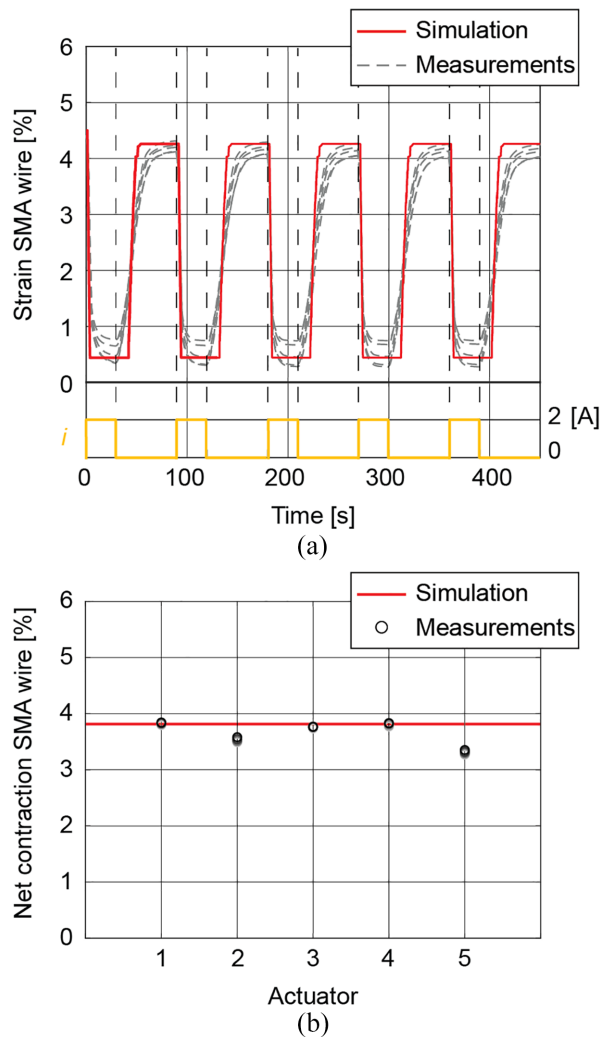 Simulation
Measurements
6
5
4
3
2
1
0
Strain SMA wire [%]
i
2 [A]
0
0 100 200 300 400
Time [s]
(a)
Simulation
Measurements
6
5
4
3
2
1
0
Net contraction SMA wire [%]
1 2 3 4 5
Actuator
(b)